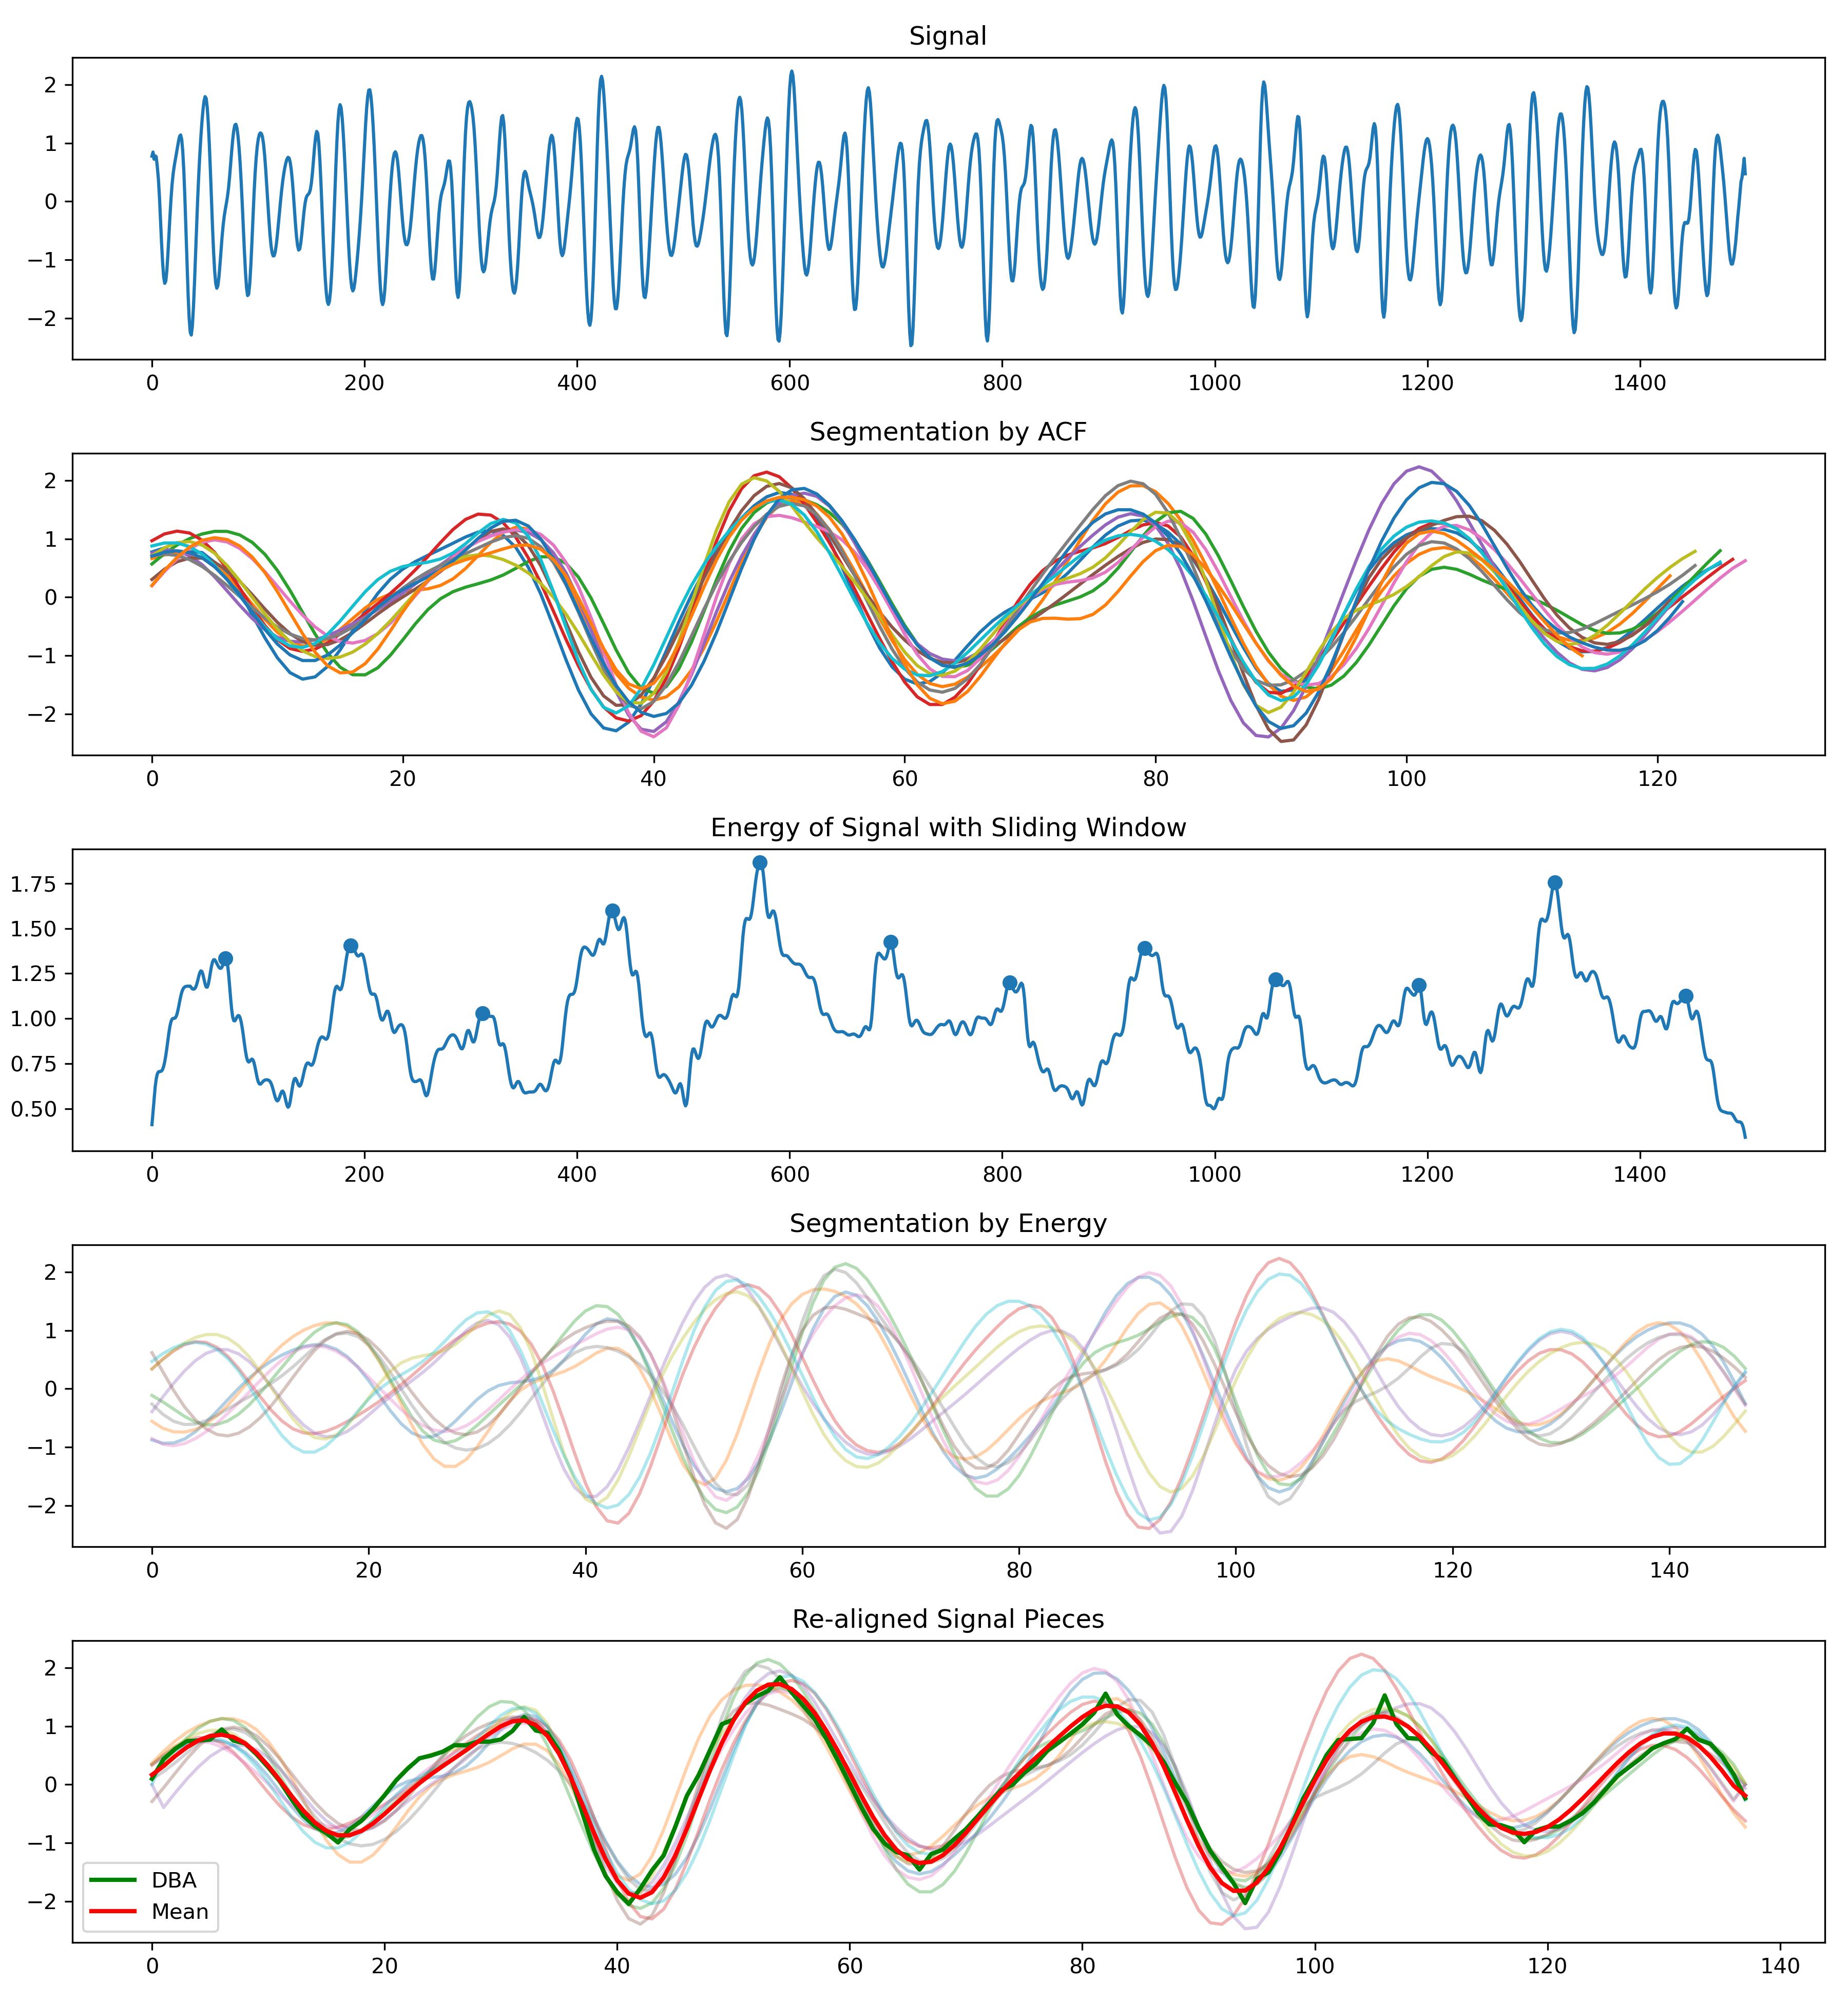 Signal
2
1
0
−1
−2
0 200 400 600 800 1000 1200 1400
Segmentation by ACF
2
1
0
−1
−2
0 20 40 60 80 100 120
Energy of Signal with Sliding Window
1.75
1.50
1.25
1.00
0.75
0.50
0 200 400 600 800 1000 1200 1400
Segmentation by Energy
2
1
0
−1
−2
0 20 40 60 80 100 120 140
Re-aligned Signal Pieces
2
1
0
−1
−2
DBA
Mean
0 20 40 60 80 100 120 140